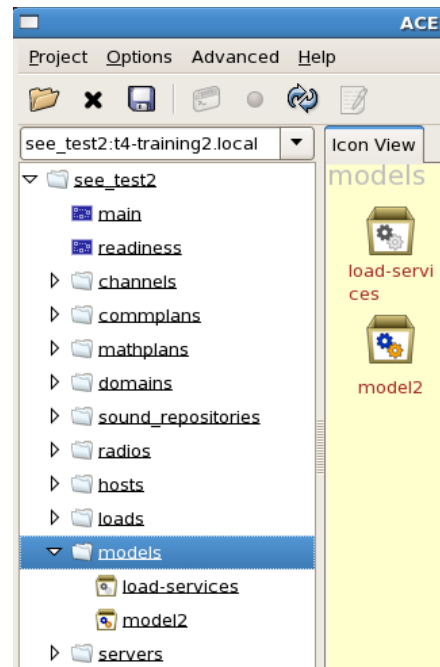 ACE
Project Options Advanced Help
see_test2:t4-training2.local
Icon View
see_test2
main
readiness
channels
commplans
mathplans
domains
sound_repositories
radios
hosts
loads
models
load-services
model2
servers
models
load-servi
ces
model2